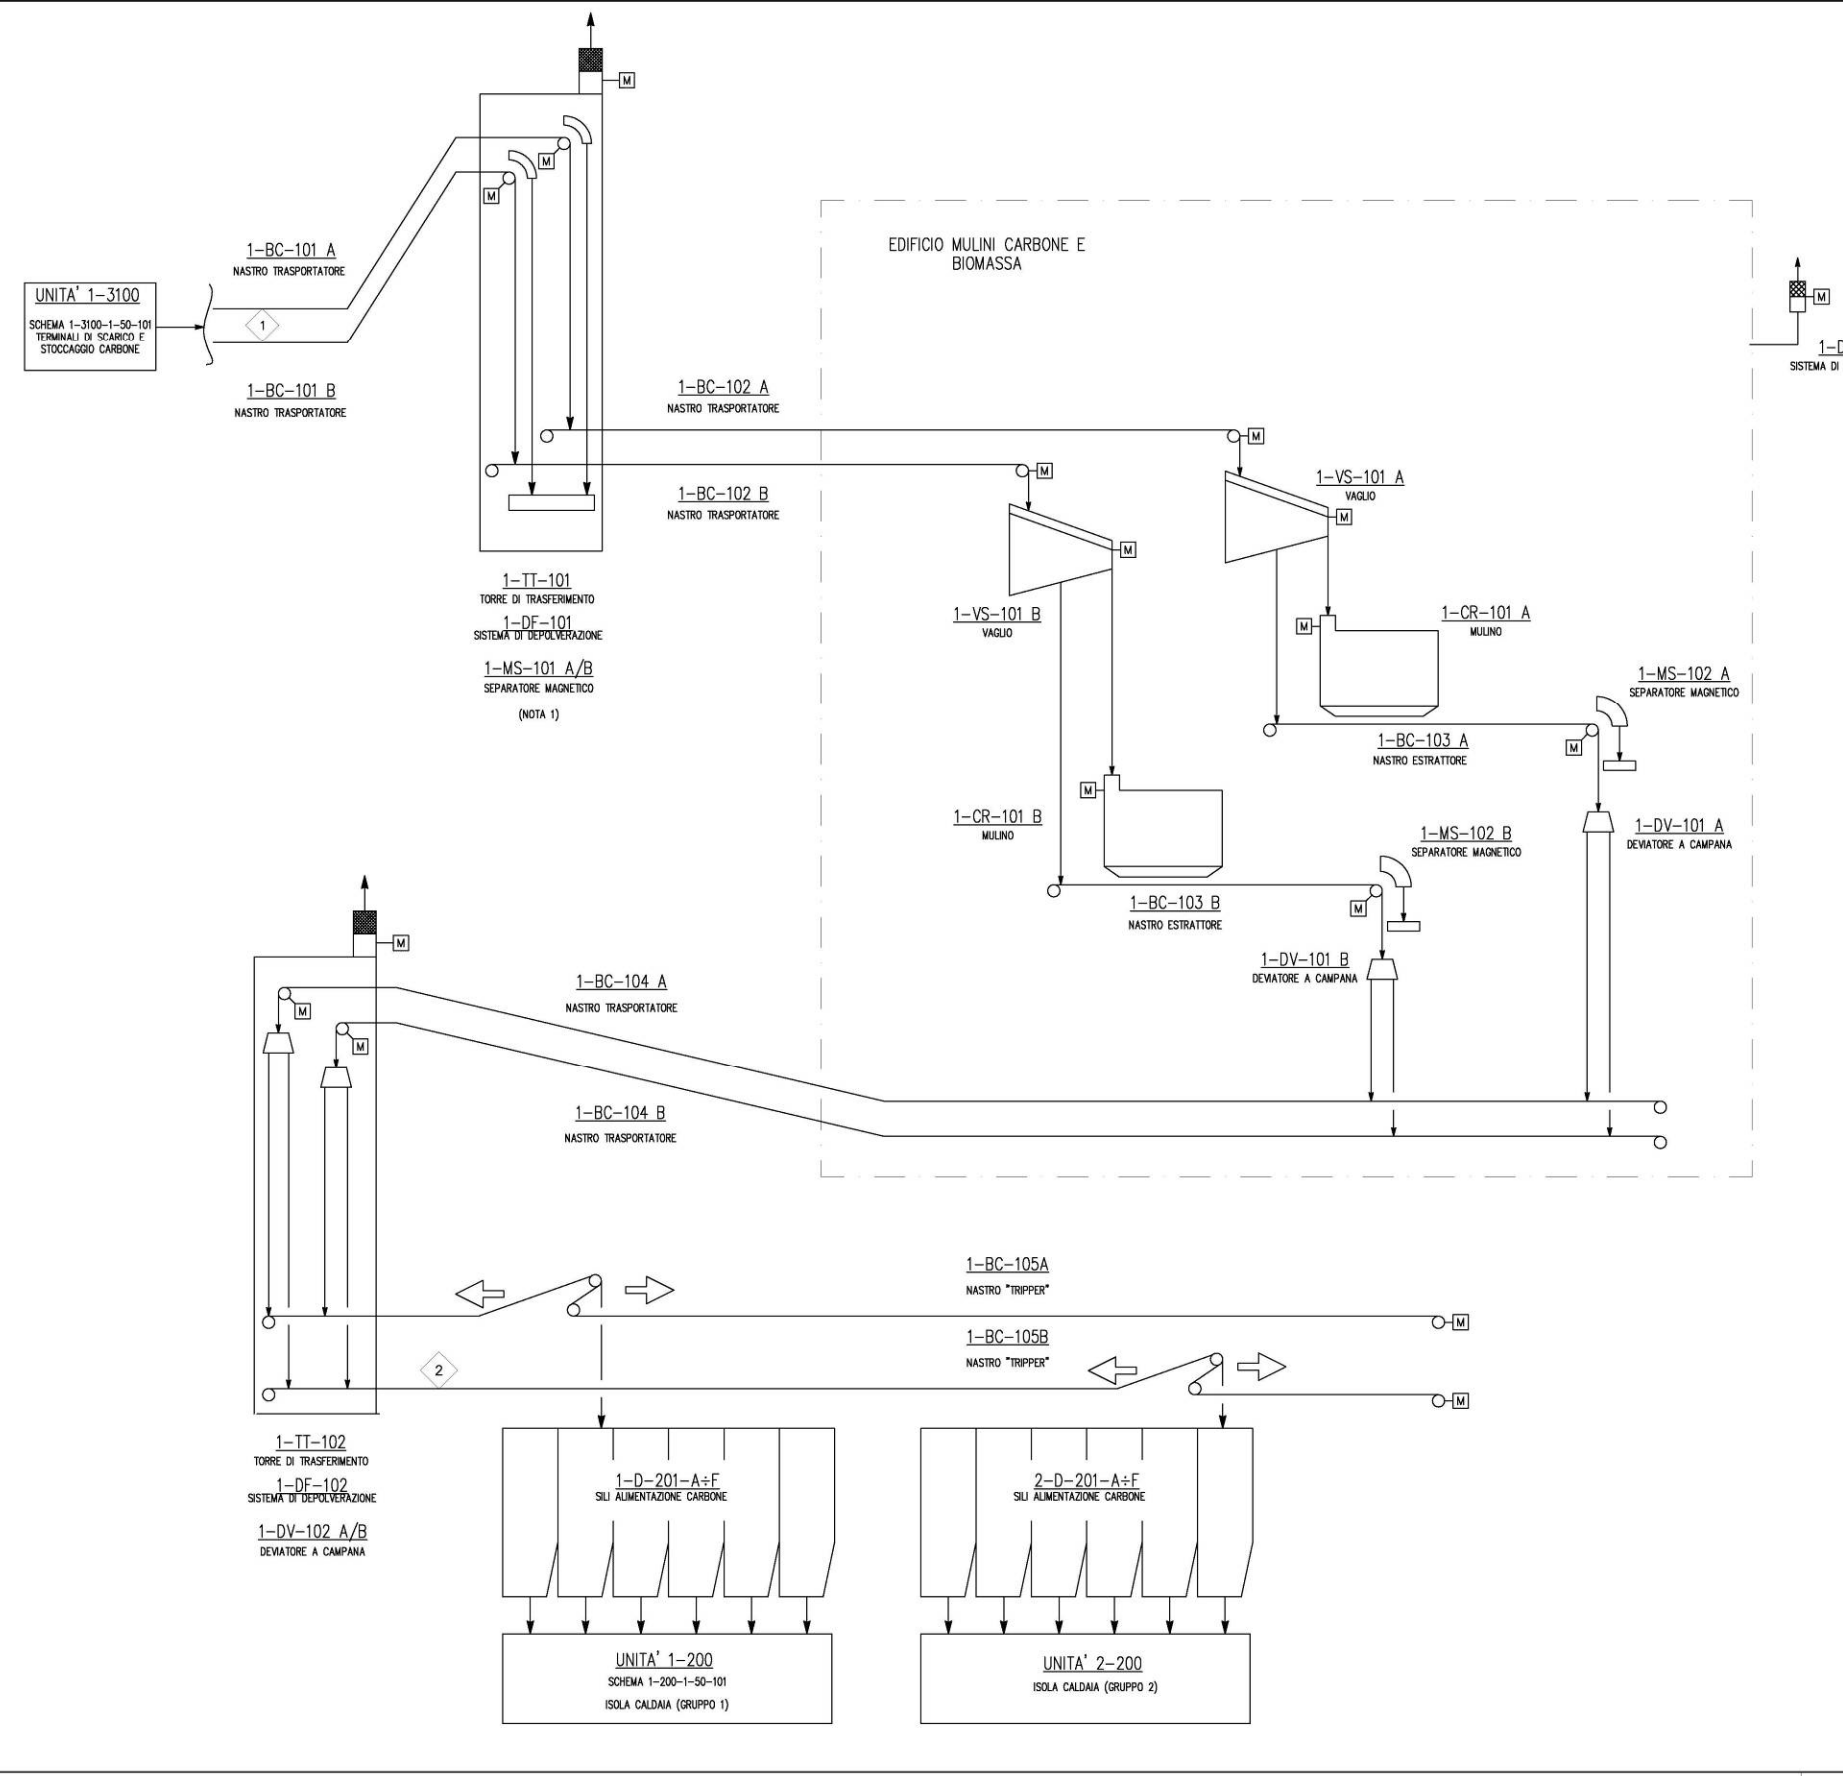 M
M
M
1-BC-101 A
NASTRO TRASPORTATORE
UNITA' 1-3100
SCHEMA 1-3100-1-50-101
TERMINALI DI SCARICO E
STOCCAGGIO CARBONE
1
1-BC-101 B
NASTRO TRASPORTATORE
EDIFICIO MULINI CARBONE E
BIOMASSA
M
1-D
SISTEMA DI
1-BC-102 A
NASTRO TRASPORTATORE
M
M
1-BC-102 B
NASTRO TRASPORTATORE
1-VS-101 A
VAGLIO
M
M
1-TT-101
TORRE DI TRASFERIMENTO
1-DF-101
SISTEMA DI DEPOLVERAZIONE
1-MS-101 A/B
SEPARATORE MAGNETICO
(NOTA 1)
1-VS-101 B
VAGLIO
M
1-CR-101 A
MULINO
1-MS-102 A
SEPARATORE MAGNETICO
1-BC-103 A
NASTRO ESTRATTORE
M
M
1-CR-101 B
MULINO
1-MS-102 B
SEPARATORE MAGNETICO
1-DV-101 A
DEVIATORE A CAMPANA
1-BC-103 B
NASTRO ESTRATTORE
M
1-DV-101 B
DEVIATORE A CAMPANA
M
1-BC-104 A
NASTRO TRASPORTATORE
M
M
1-BC-104 B
NASTRO TRASPORTATORE
1-BC-105A
NASTRO "TRIPPER"
M
1-BC-105B
NASTRO "TRIPPER"
2
M
1-TT-102
TORRE DI TRASFERIMENTO
1-DF-102
SISTEMA DI DEPOLVERAZIONE
1-DV-102 A/B
DEVIATORE A CAMPANA
1-D-201-A÷F
SILI ALIMENTAZIONE CARBONE
2-D-201-A÷F
SILI ALIMENTAZIONE CARBONE
UNITA' 1-200
SCHEMA 1-200-1-50-101
ISOLA CALDAIA (GRUPPO 1)
UNITA' 2-200
ISOLA CALDAIA (GRUPPO 2)